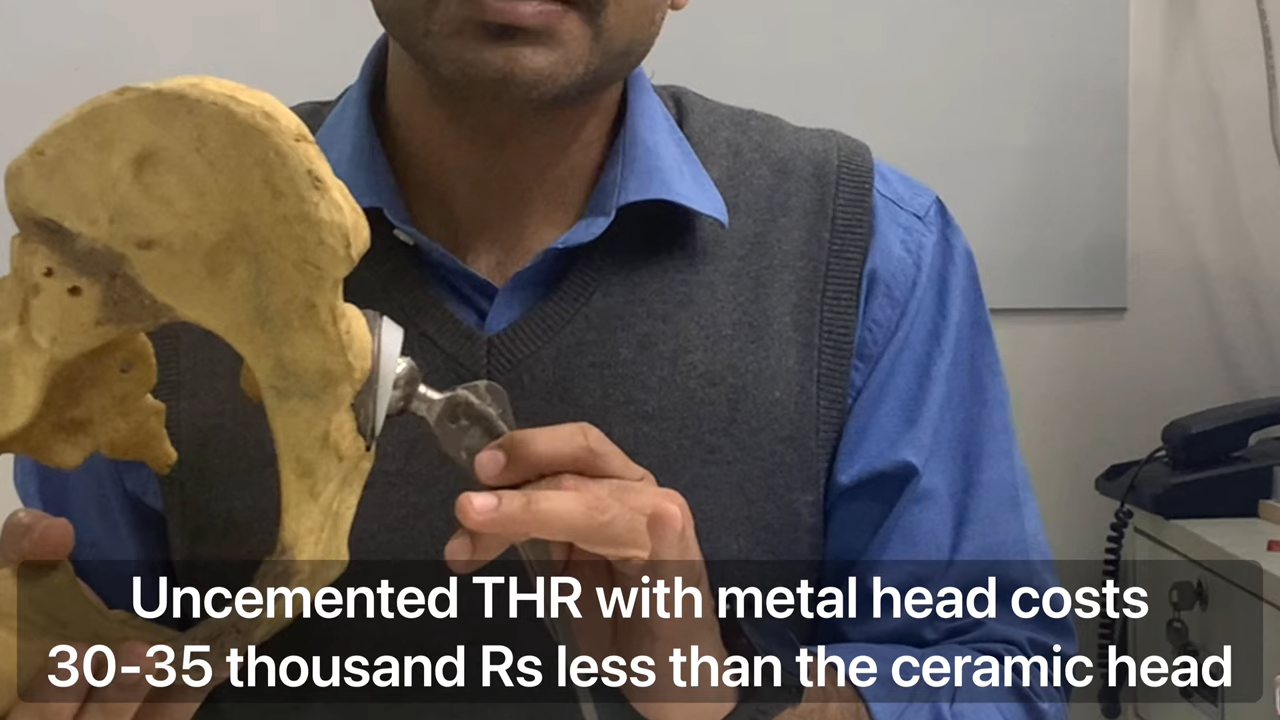 Uncemented THR with metal head costs
30-35 thousand Rs less than the ceramic head